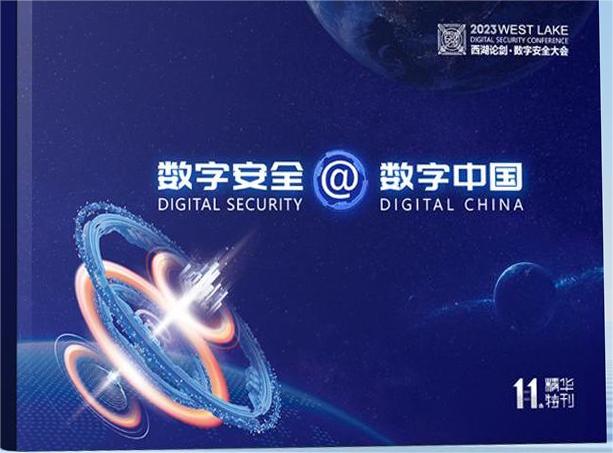 2023 WEST LAKE
DIGITAL SECURITY CONFERENCE
西湖论剑·数字安全大会
数字安全 @ 数字中国
DIGITAL SECURITY DIGITAL CHINA
11th 精华
特刊